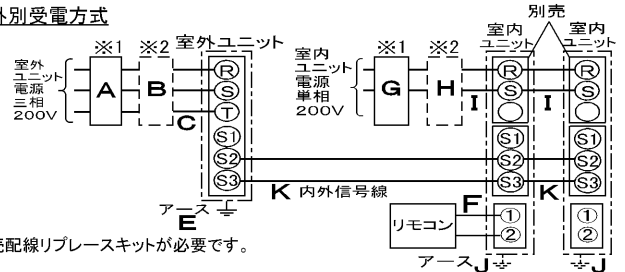 外別受電方式
別売
※1 ※2 室外ユニット
※1 ※2
室内ユニット
室内ユニット
室外
ユニット
電源
三相
200V
A
B
C
R
S
T
S1
S2
S3
アース
E
室内
ユニット
電源
単相
200V
G
H
I
I
R
S
S1
S2
S3
R
S
S1
S2
S3
K 内外信号線
K
リモコン
F
①
②
①
②
アース J
J
売配線リプレースキットが必要です。